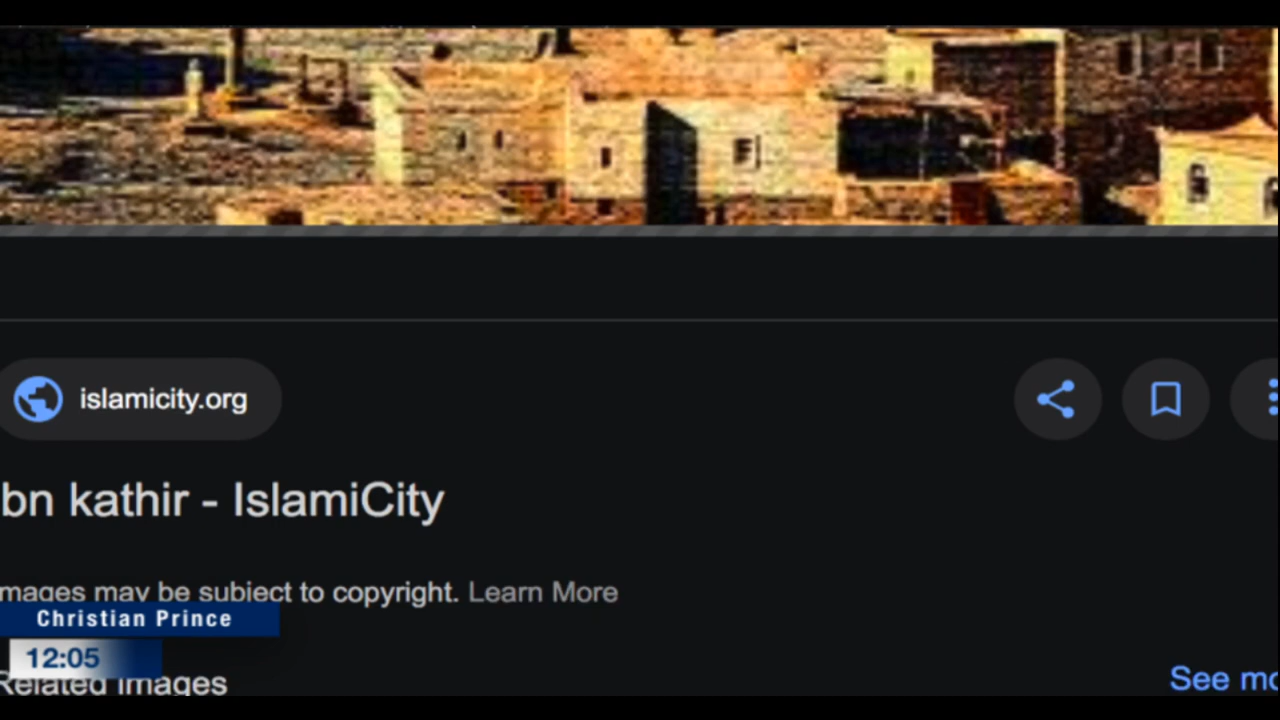 islamicity.org
bn kathir - IslamiCity
mages may be subject to copyright. Learn More
Christian Prince
12:05
Related images
See mo